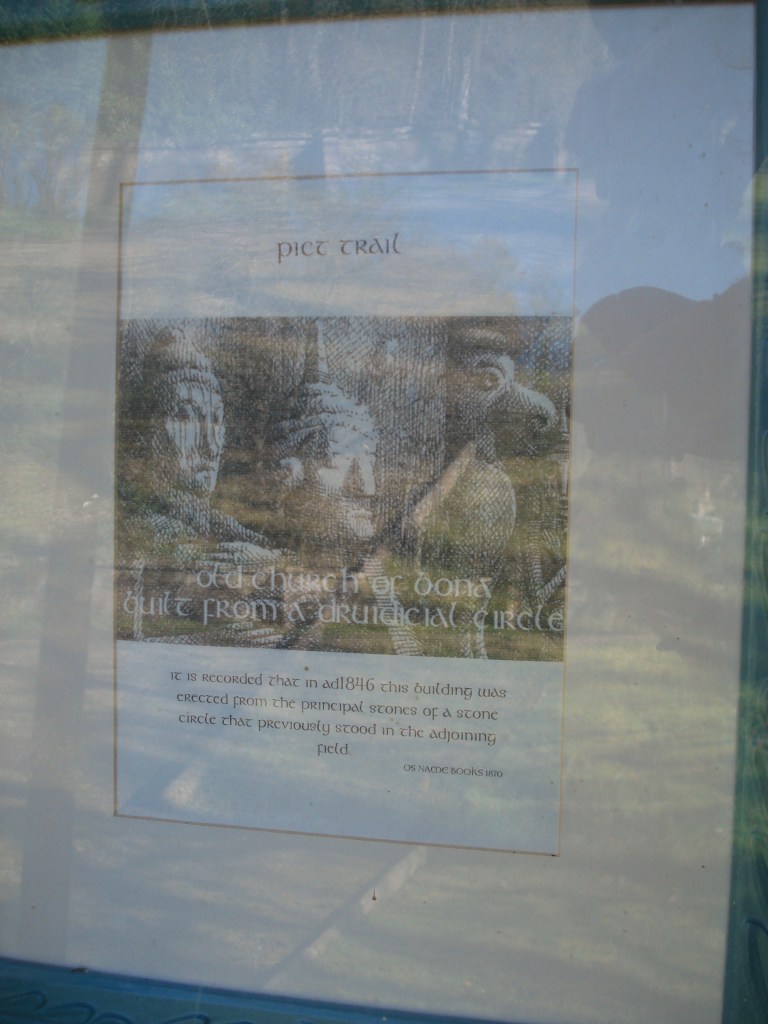 Pict Trail
Old Church of Bona
built from a druidicial circle
It is recorded that in AD1846 this building was
erected from the principal stones of a stone
circle that previously stood in the adjoining
field.
OS Name Books 1870